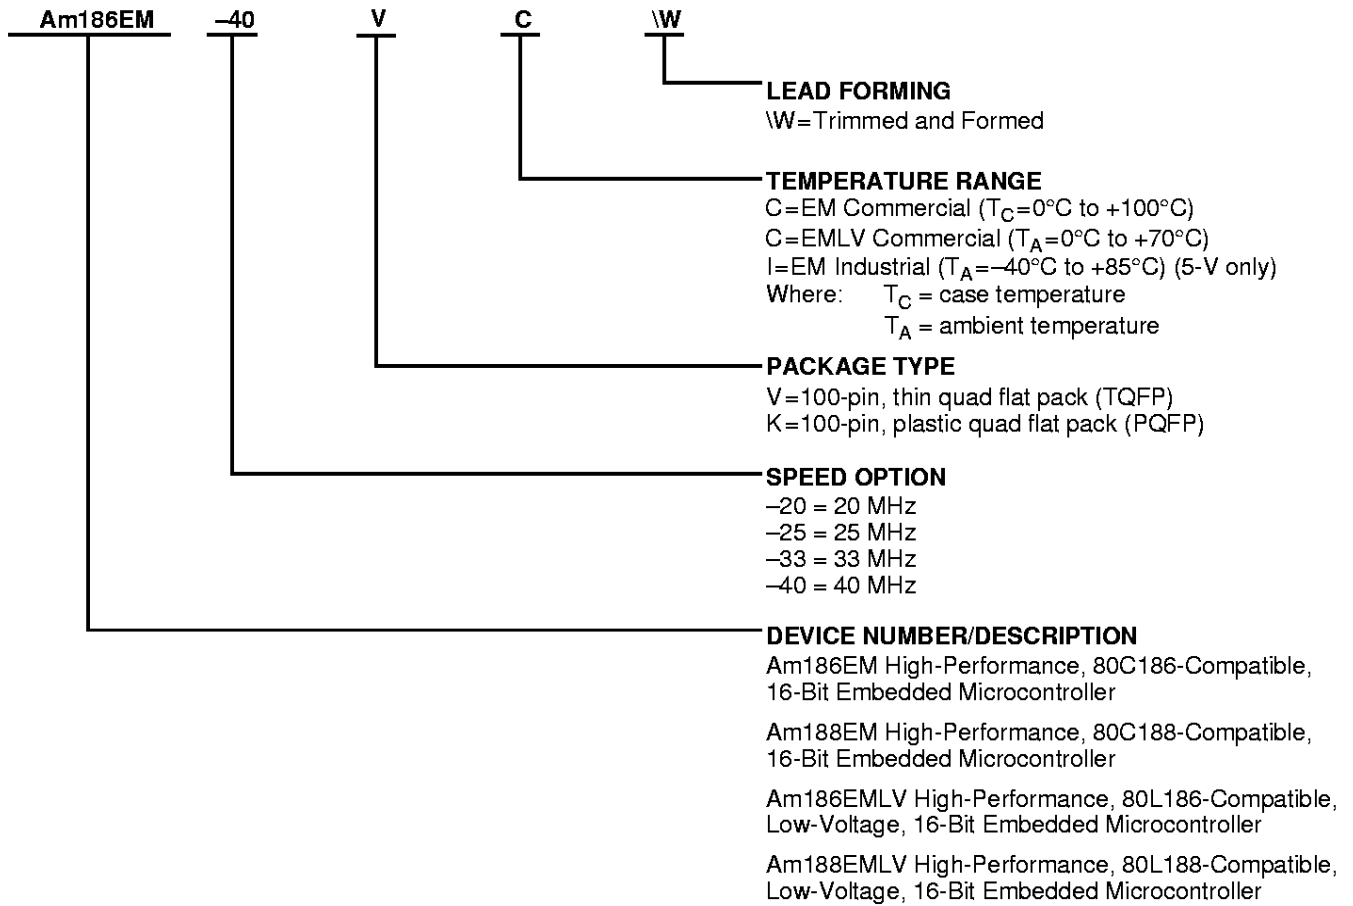 Am186EM –40 V C \W
LEAD FORMING
\W=Trimmed and Formed
TEMPERATURE RANGE
C=EM Commercial (TC=0°C to +100°C)
C=EMLV Commercial (TA=0°C to +70°C)
I=EM Industrial (TA=–40°C to +85°C) (5-V only)
Where: TC = case temperature
TA = ambient temperature
PACKAGE TYPE
V=100-pin, thin quad flat pack (TQFP)
K=100-pin, plastic quad flat pack (PQFP)
SPEED OPTION
–20 = 20 MHz
–25 = 25 MHz
–33 = 33 MHz
–40 = 40 MHz
DEVICE NUMBER/DESCRIPTION
Am186EM High-Performance, 80C186-Compatible,
16-Bit Embedded Microcontroller
Am188EM High-Performance, 80C188-Compatible,
16-Bit Embedded Microcontroller
Am186EMLV High-Performance, 80L186-Compatible,
Low-Voltage, 16-Bit Embedded Microcontroller
Am188EMLV High-Performance, 80L188-Compatible,
Low-Voltage, 16-Bit Embedded Microcontroller